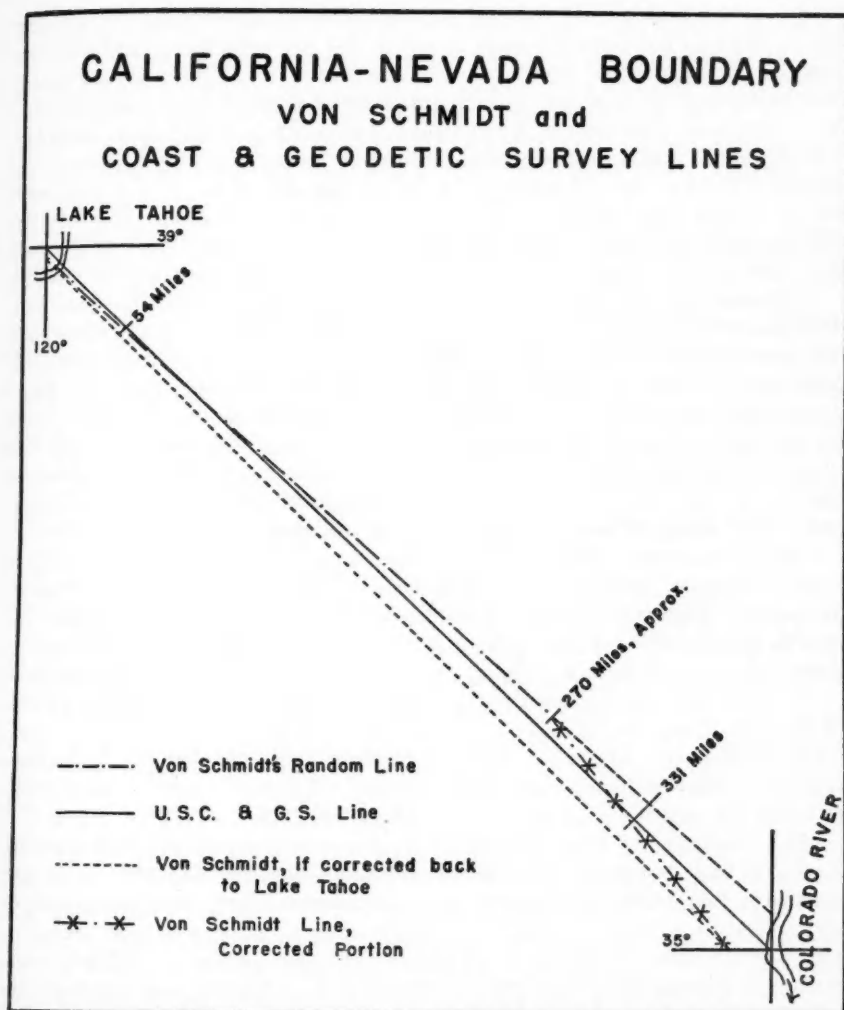 CALIFORNIA-NEVADA BOUNDARY
VON SCHMIDT and
COAST & GEODETIC SURVEY LINES
LAKE TAHOE
39°
54 Miles
120°
270 Miles, Approx.
331 Miles
Von Schmidt's Random Line
U.S.C. & G.S. Line
Von Schmidt, if corrected back
to Lake Tahoe
Von Schmidt Line,
Corrected Portion
35°
COLORADO RIVER